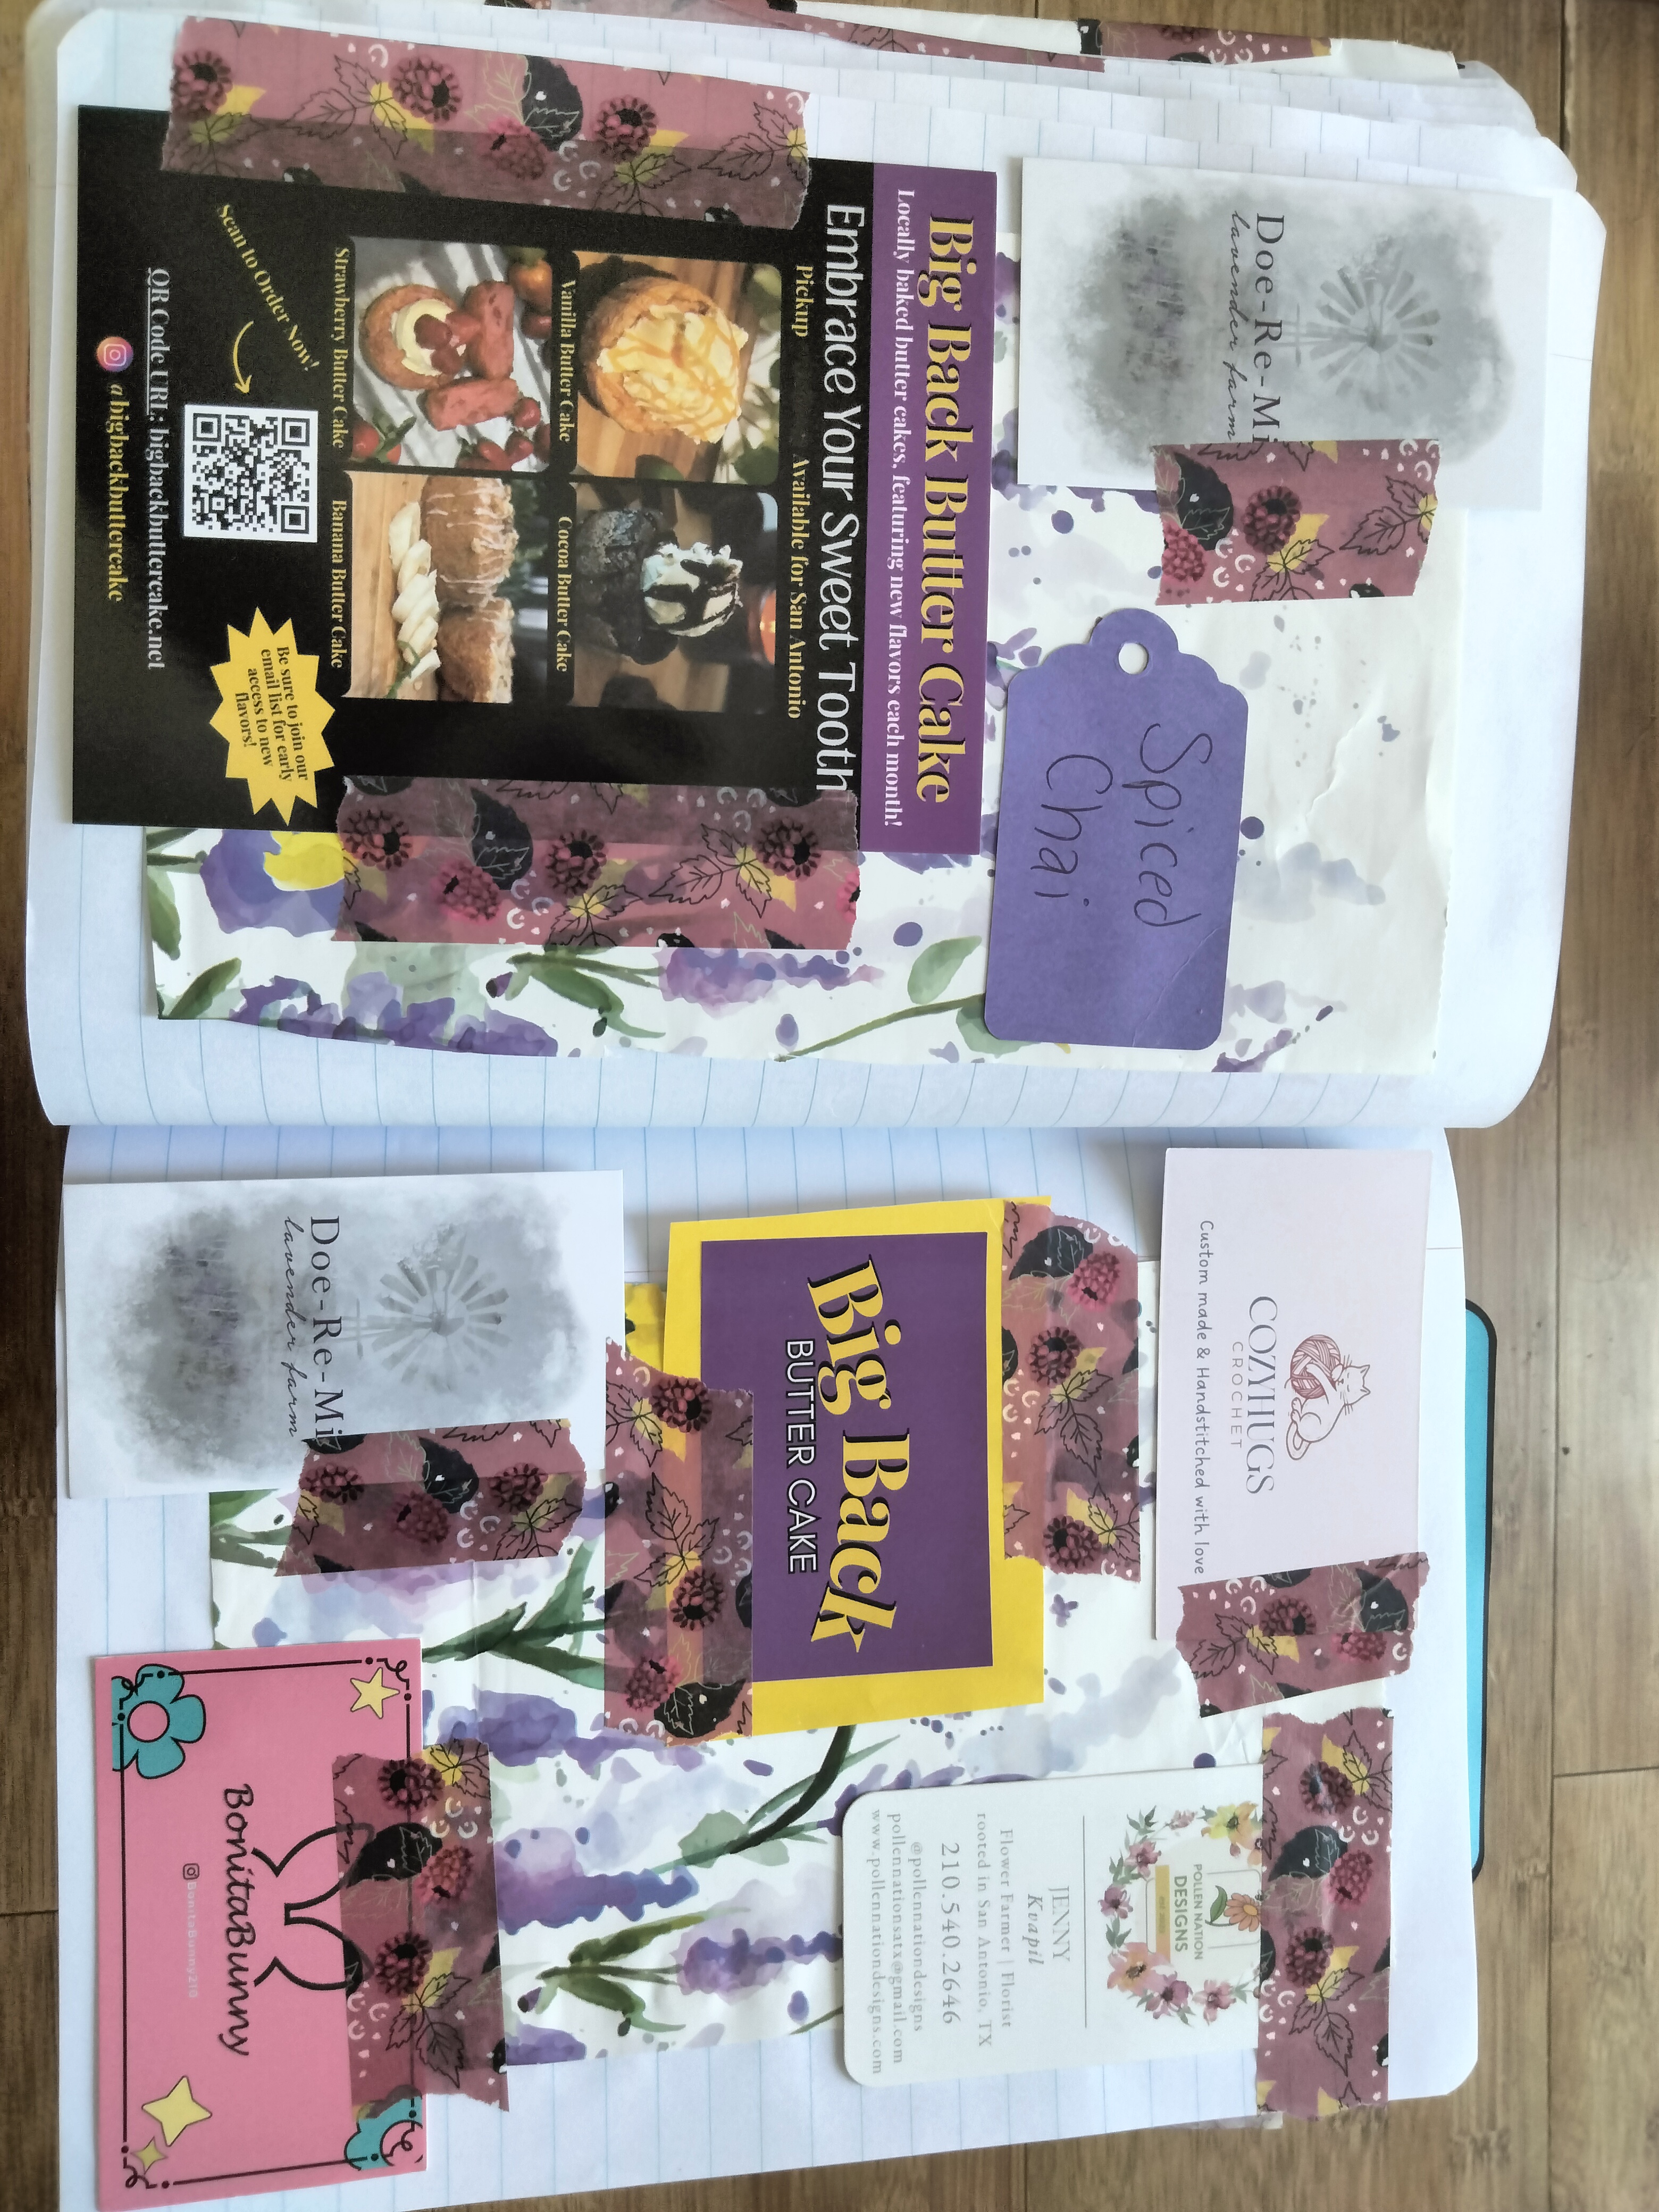 Doe-Re-Mi
lavender farm
Spiced
Chai
Big Back Butter Cake
Locally baked butter cakes, featuring new flavors each month!
Embrace Your Sweet Tooth
Pickup Available for San Antonio
Vanilla Butter Cake
Cocoa Butter Cake
Strawberry Butter Cake
Banana Butter Cake
Scan to Order Now!
Be sure to join our
email list for early
access to new
flavors!
QR Code URL: bigbackbuttercake.net
@bigbackbuttercake
COZYHUGS
CROCHET
Custom made & Handstitched with love
POLLEN NATION
DESIGNS
JENNY
Kvapil
Flower Farmer | Florist
rooted in San Antonio, TX
210.540.2646
@pollennationdesigns
pollennationsatx@gmail.com
www.pollennationdesigns.com
Big Back
BUTTER CAKE
Doe-Re-Mi
lavender farm
BonitaBunny
BonitaBunny210